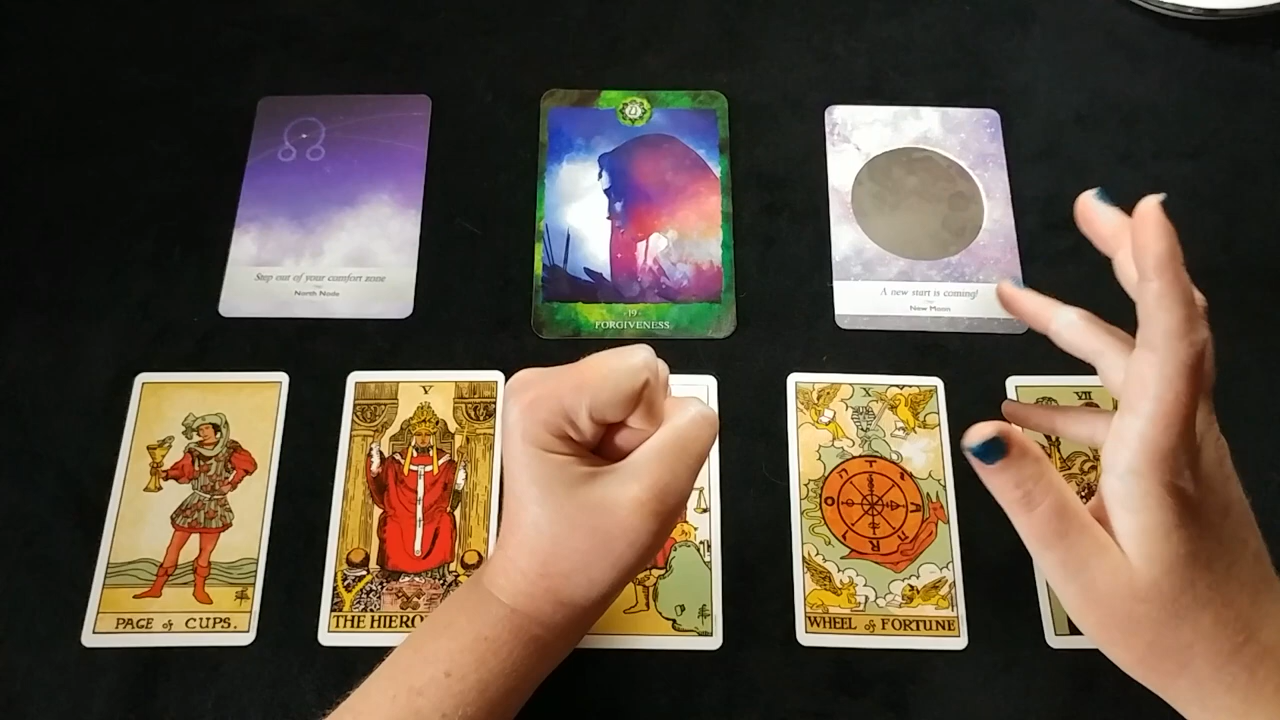 Step out of your comfort zone
North Node
-19-
FORGIVENESS
A new start is coming!
New Moon
PAGE of CUPS.
V
THE HIERO
X
WHEEL of FORTUNE
VII